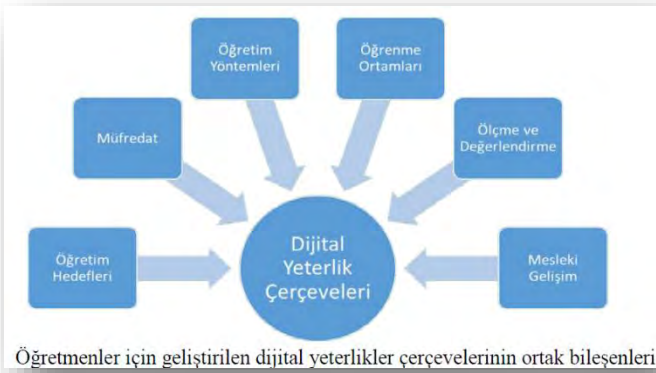 Öğretim
Yöntemleri
Öğrenme
Ortamları
Müfredat
Ölçme ve
Değerlendirme
Öğretim
Hedefleri
Dijital
Yeterlik
Çerçeveleri
Mesleki
Gelişim
Öğretmenler için geliştirilen dijital yeterlikler çerçevelerinin ortak bileşenleri